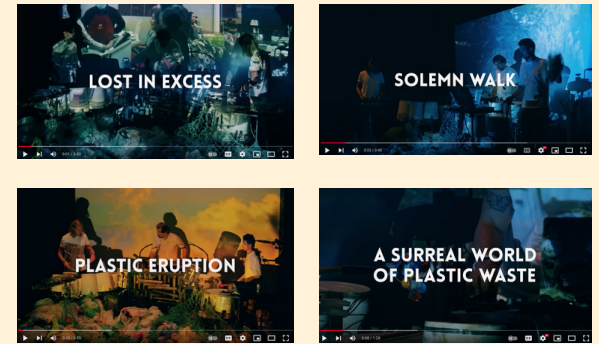 LOST IN EXCESS
SOLEMN WALK
PLASTIC ERUPTION
A SURREAL WORLD
OF PLASTIC WASTE